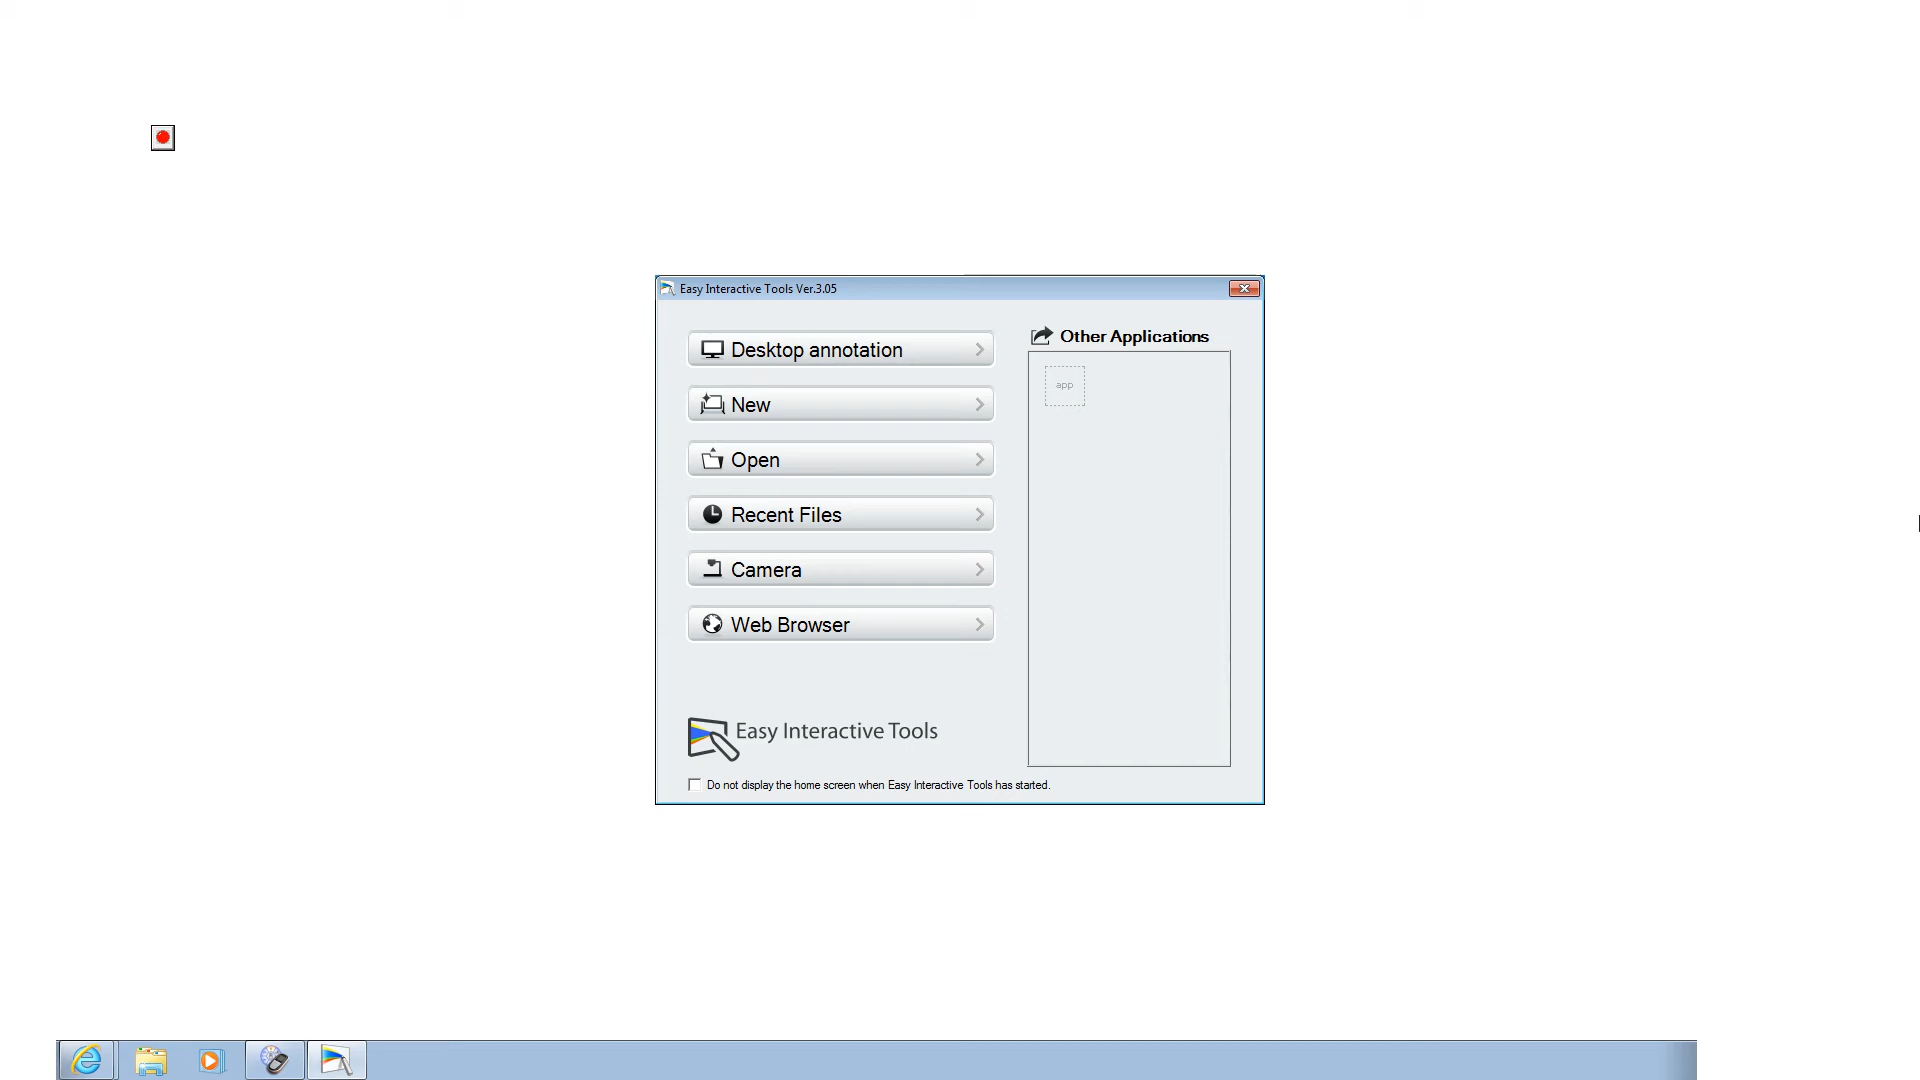 Easy Interactive Tools Ver.3.05
Desktop annotation
New
Open
Recent Files
Camera
Web Browser
Other Applications
app
Easy Interactive Tools
Do not display the home screen when Easy Interactive Tools has started.